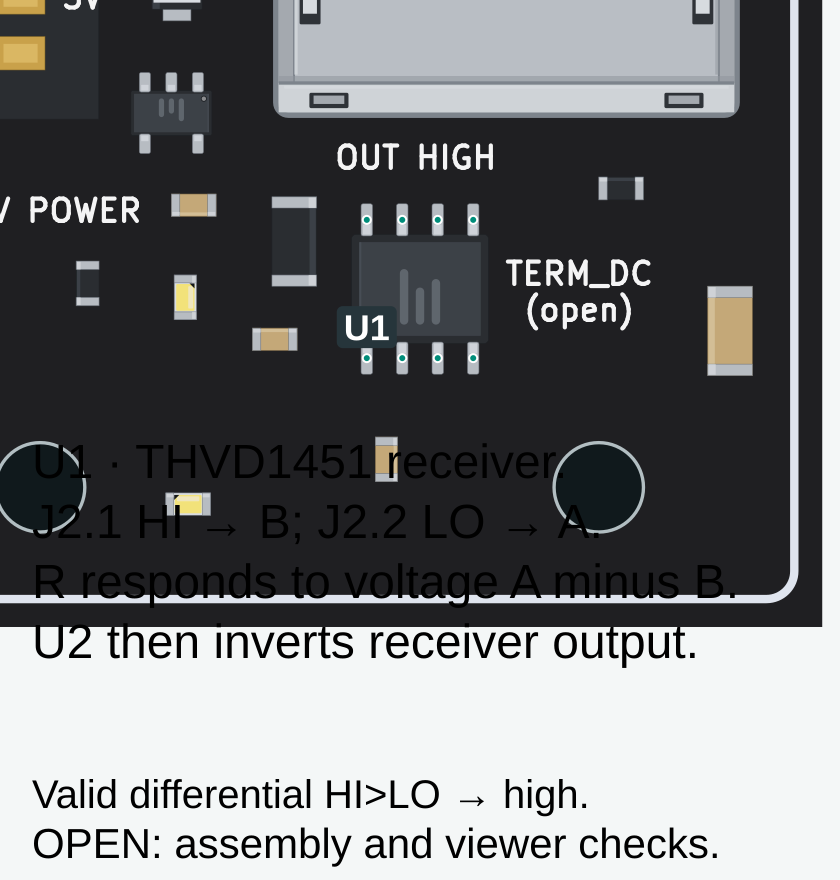 5V
OUT HIGH
V POWER
TERM_DC
(open)
U1
U1 · THVD1451 receiver.
J2.1 HI → B; J2.2 LO → A.
R responds to voltage A minus B.
U2 then inverts receiver output.
Valid differential HI>LO → high.
OPEN: assembly and viewer checks.